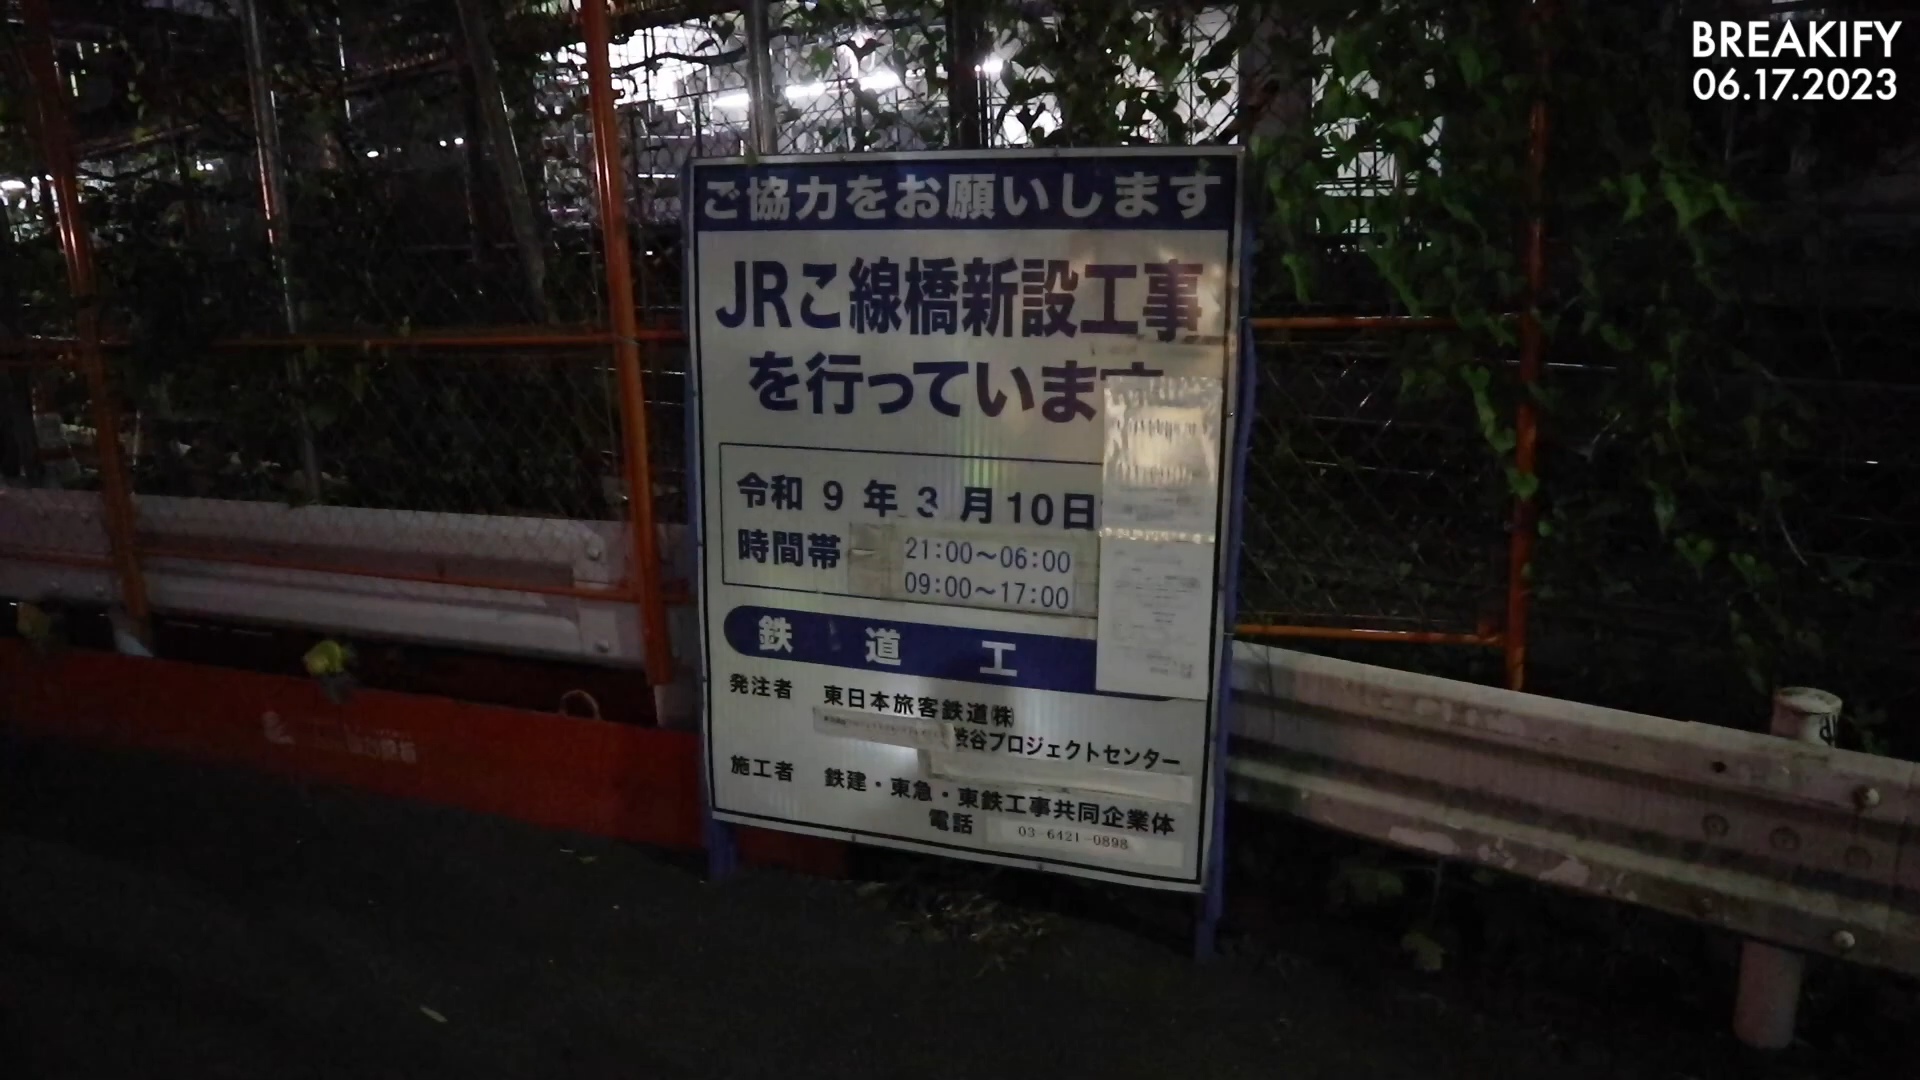 BREAKIFY
06.17.2023
ご協力をお願いします
JRこ線橋新設工事
を行っています
令和 9 年 3 月10日
時間帯 21:00～06:00
09:00～17:00
鉄 道 工
発注者 東日本旅客鉄道㈱
渋谷プロジェクトセンター
施工者 鉄建・東急・東鉄工事共同企業体
電話 03-6421-0898